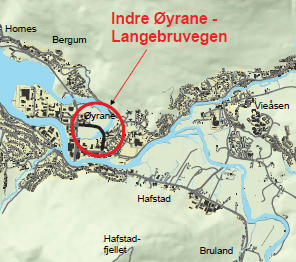 Indre Øyrane -
Langebruvegen
Hornes
Bergum
Øyrane
Vieåsen
Hafstad
Hafstad-
fjellet
Bruland